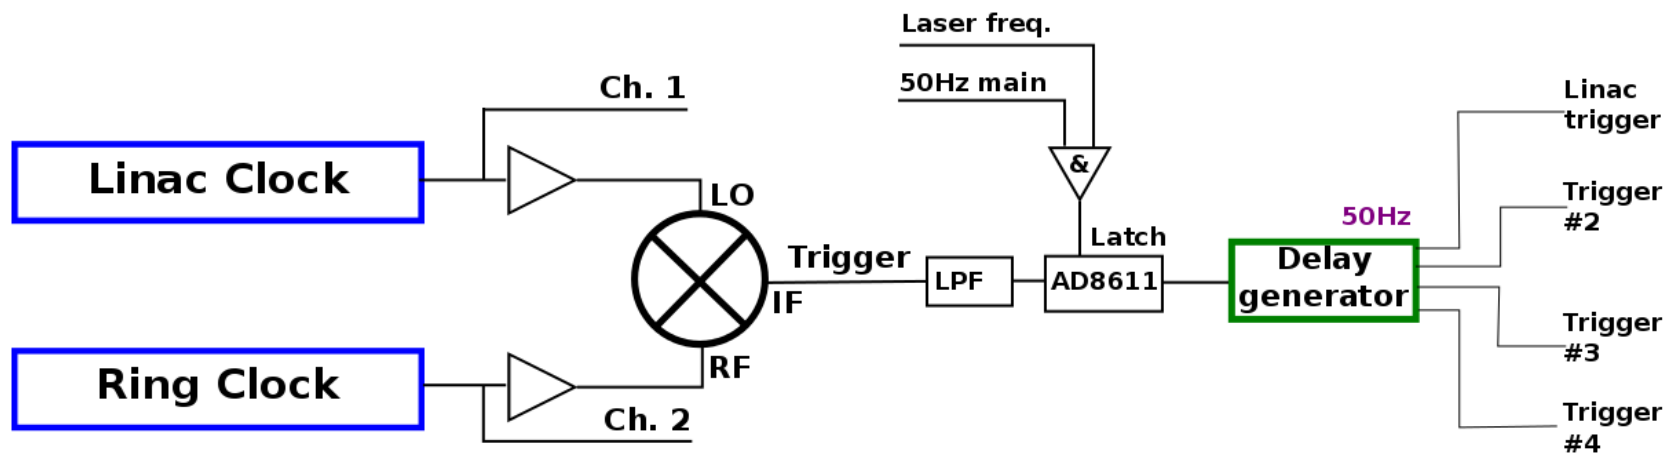 Laser freq.
50Hz main
Ch. 1
Linac Clock
LO
&
Latch
Trigger
IF
LPF
AD8611
50Hz
Delay
generator
Linac
trigger
Trigger
#2
Trigger
#3
Trigger
#4
Ring Clock
RF
Ch. 2